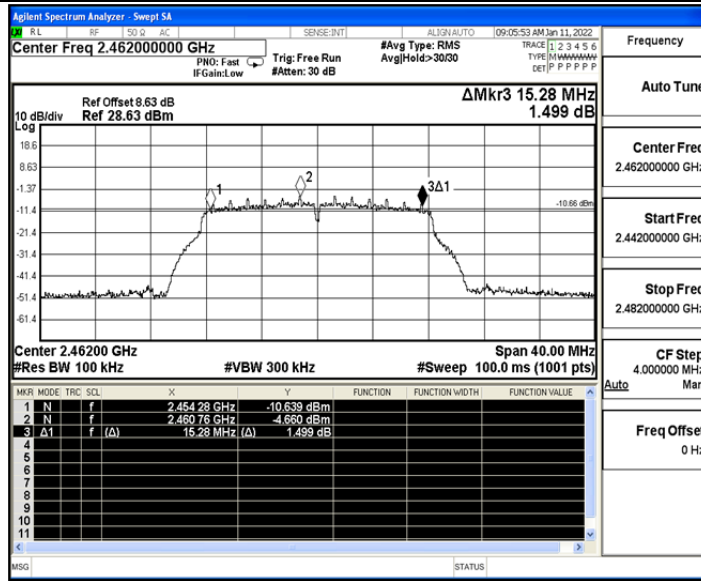 Agilent Spectrum Analyzer - Swept SA
RL RF 50 Ω AC SENSE:INT ALIGN AUTO 09:05:53 AM Jan 11, 2022
Center Freq 2.462000000 GHz
PNO: Fast
IFGain:Low
Trig: Free Run
#Atten: 30 dB
#Avg Type: RMS
Avg|Hold:>30/30
TRACE 1 2 3 4 5 6
TYPE MWWWWW
DET P P P P P P
Ref Offset 8.63 dB
10 dB/div Ref 28.63 dBm
Log
ΔMkr3 15.28 MHz
1.499 dB
18.6
8.63
-1.37
-11.4
-21.4
-31.4
-41.4
-51.4
-61.4
1
2
3Δ1
-10.66 dBm
Center 2.46200 GHz Span 40.00 MHz
#Res BW 100 kHz #VBW 300 kHz #Sweep 100.0 ms (1001 pts)
MKR MODE TRC SCL X Y FUNCTION FUNCTION WIDTH FUNCTION VALUE
1 N f 2.454 28 GHz -10.639 dBm
2 N f 2.460 76 GHz -4.660 dBm
3 Δ1 f (Δ) 15.28 MHz (Δ) 1.499 dB
4
5
6
7
8
9
10
11
MSG STATUS
Frequency
Auto Tune
Center Freq
2.462000000 GHz
Start Freq
2.442000000 GHz
Stop Freq
2.482000000 GHz
CF Step
4.000000 MHz
Auto Man
Freq Offset
0 Hz